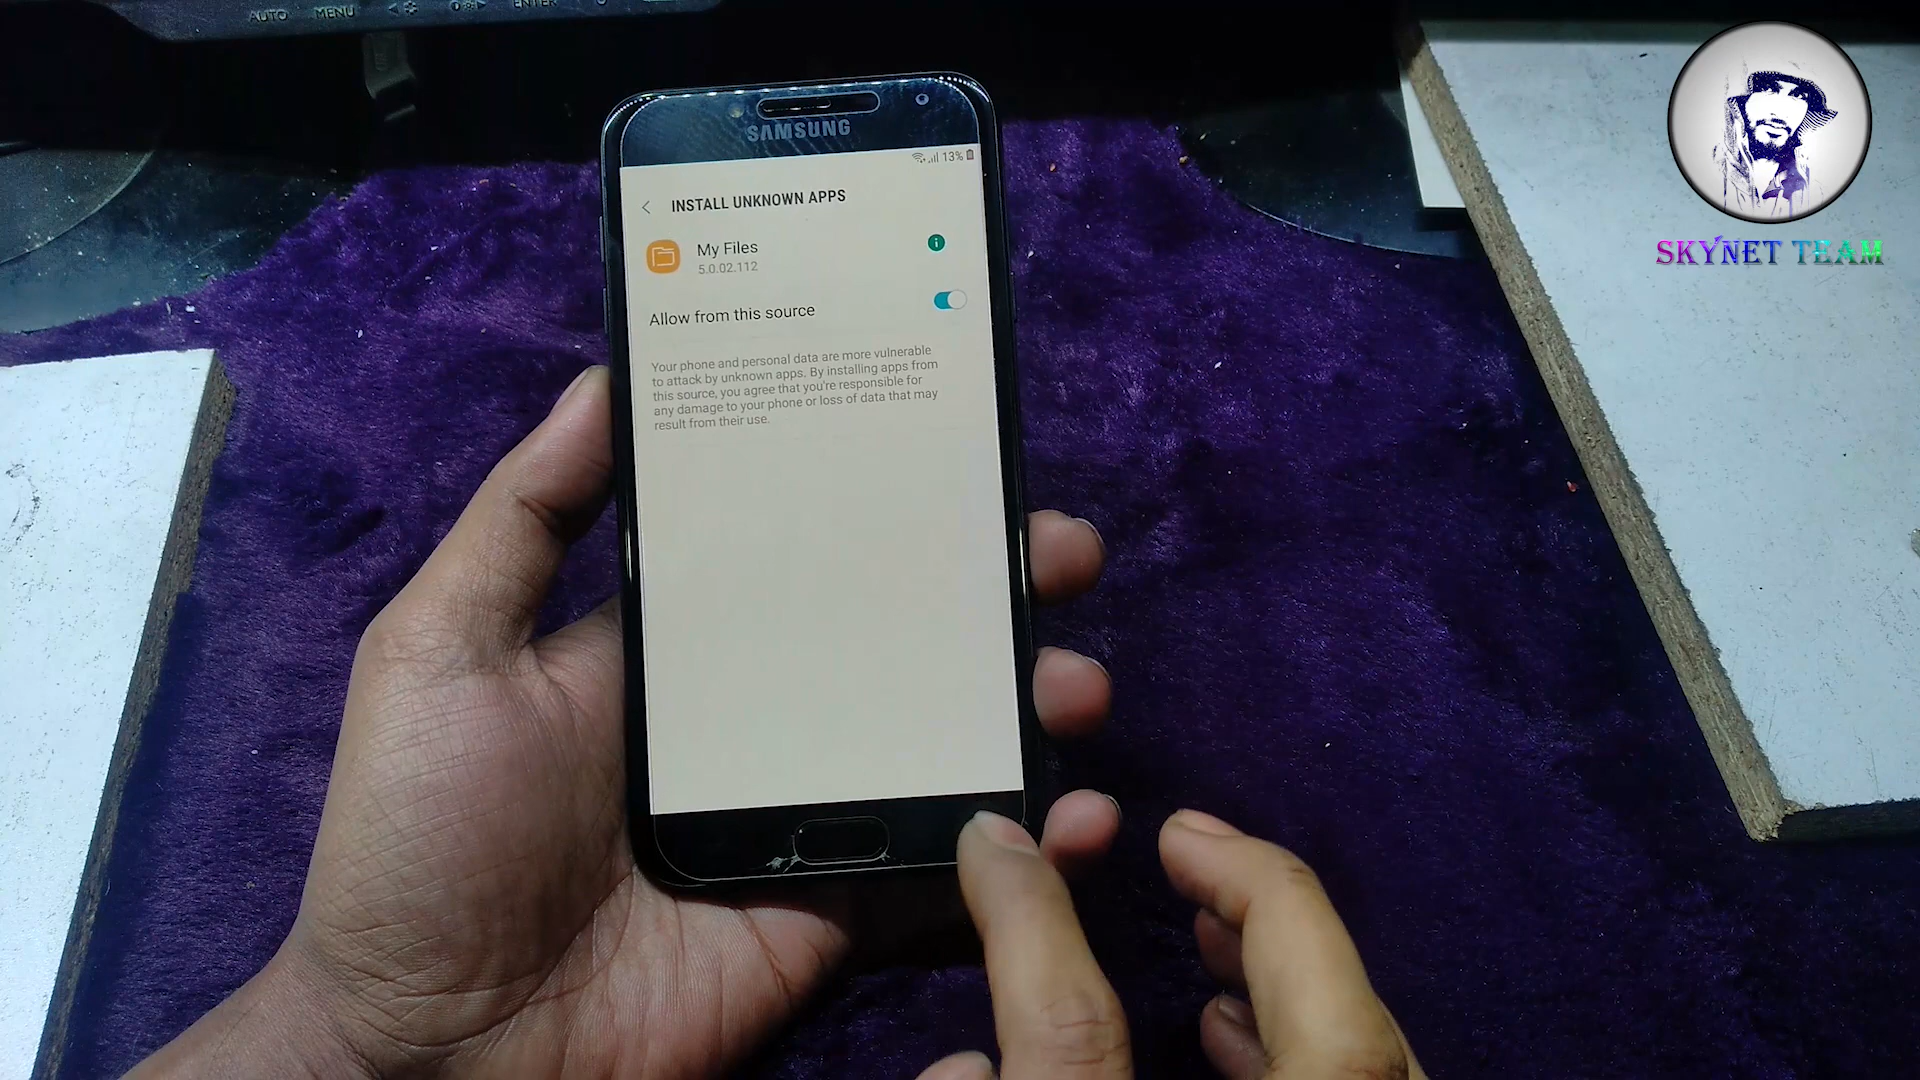 AUTO MENU ENTER
SAMSUNG
13%
INSTALL UNKNOWN APPS
My Files
5.0.02.112
Allow from this source
Your phone and personal data are more vulnerable
to attack by unknown apps. By installing apps from
this source, you agree that you're responsible for
any damage to your phone or loss of data that may
result from their use.
SKYNET TEAM